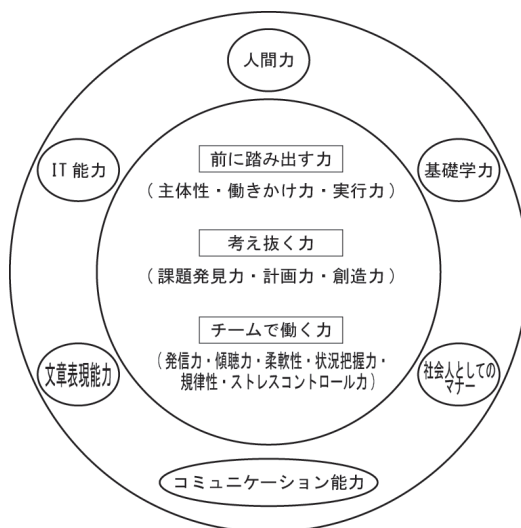 人間力
IT 能力
基礎学力
前に踏み出す力
(主体性・働きかけ力・実行力)
考え抜く力
(課題発見力・計画力・創造力)
チームで働く力
(発信力・傾聴力・柔軟性・状況把握力・
規律性・ストレスコントロール力)
文章表現能力
社会人としての
マナー
コミュニケーション能力